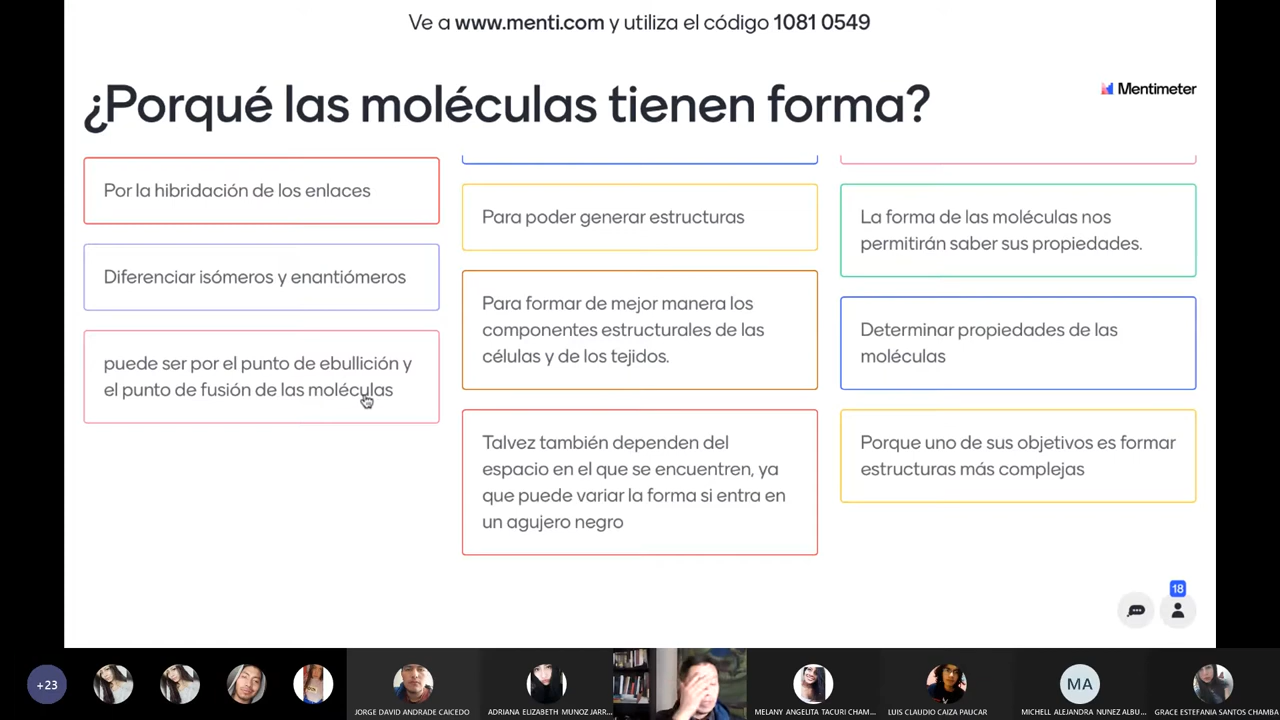 Ve a www.menti.com y utiliza el código 1081 0549
¿Porqué las moléculas tienen forma?
Mentimeter
Por la hibridación de los enlaces
Diferenciar isómeros y enantiómeros
puede ser por el punto de ebullición y
el punto de fusión de las moléculas
Para poder generar estructuras
Para formar de mejor manera los
componentes estructurales de las
células y de los tejidos.
Talvez también dependen del
espacio en el que se encuentren, ya
que puede variar la forma si entra en
un agujero negro
La forma de las moléculas nos
permitirán saber sus propiedades.
Determinar propiedades de las
moléculas
Porque uno de sus objetivos es formar
estructuras más complejas
18
+23
MA
JORGE DAVID ANDRADE CAICEDO
ADRIANA ELIZABETH MUNOZ JARR...
MELANY ANGELITA TACURI CHAM...
LUIS CLAUDIO CAIZA PAUCAR
MICHELL ALEJANDRA NUNEZ ALBU...
GRACE ESTEFANIA SANTOS CHAMBA